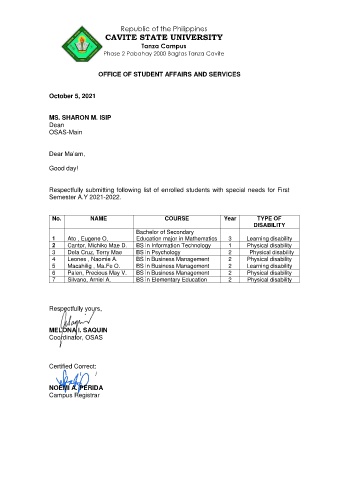 Republic of the Philippines
CAVITE STATE UNIVERSITY
Tanza Campus
Phase 2 Pabahay 2000 Bagtas Tanza Cavite
OFFICE OF STUDENT AFFAIRS AND SERVICES
October 5, 2021
MS. SHARON M. ISIP
Dean
OSAS-Main
Dear Ma'am,
Good day!
Respectfully submitting following list of enrolled students with special needs for First
Semester A.Y 2021-2022.
No. NAME COURSE Year TYPE OF DISABILITY
1 Ato , Eugene O. Bachelor of Secondary Education major in Mathematics 3 Learning disability
2 Cantor, Michiko Mae D. BS in Information Technology 1 Physical disability
3 Dela Cruz, Terry Mae BS in Psychology 2 Physical disability
4 Leones , Naomie A. BS in Business Management 2 Physical disability
5 Macahilig , Ma.Fe O. BS in Business Management 2 Learning disability
6 Precious May V. BS in Business Management 2 Physical disability
7 Silvano, Arniel A. BS in Elementary Education 2 Physical disability
Respectfully yours,
MELONA I. SAQUIN
Coordinator, OSAS
Certified Correct:
NOEMI A. PERIDA
Campus Registrar